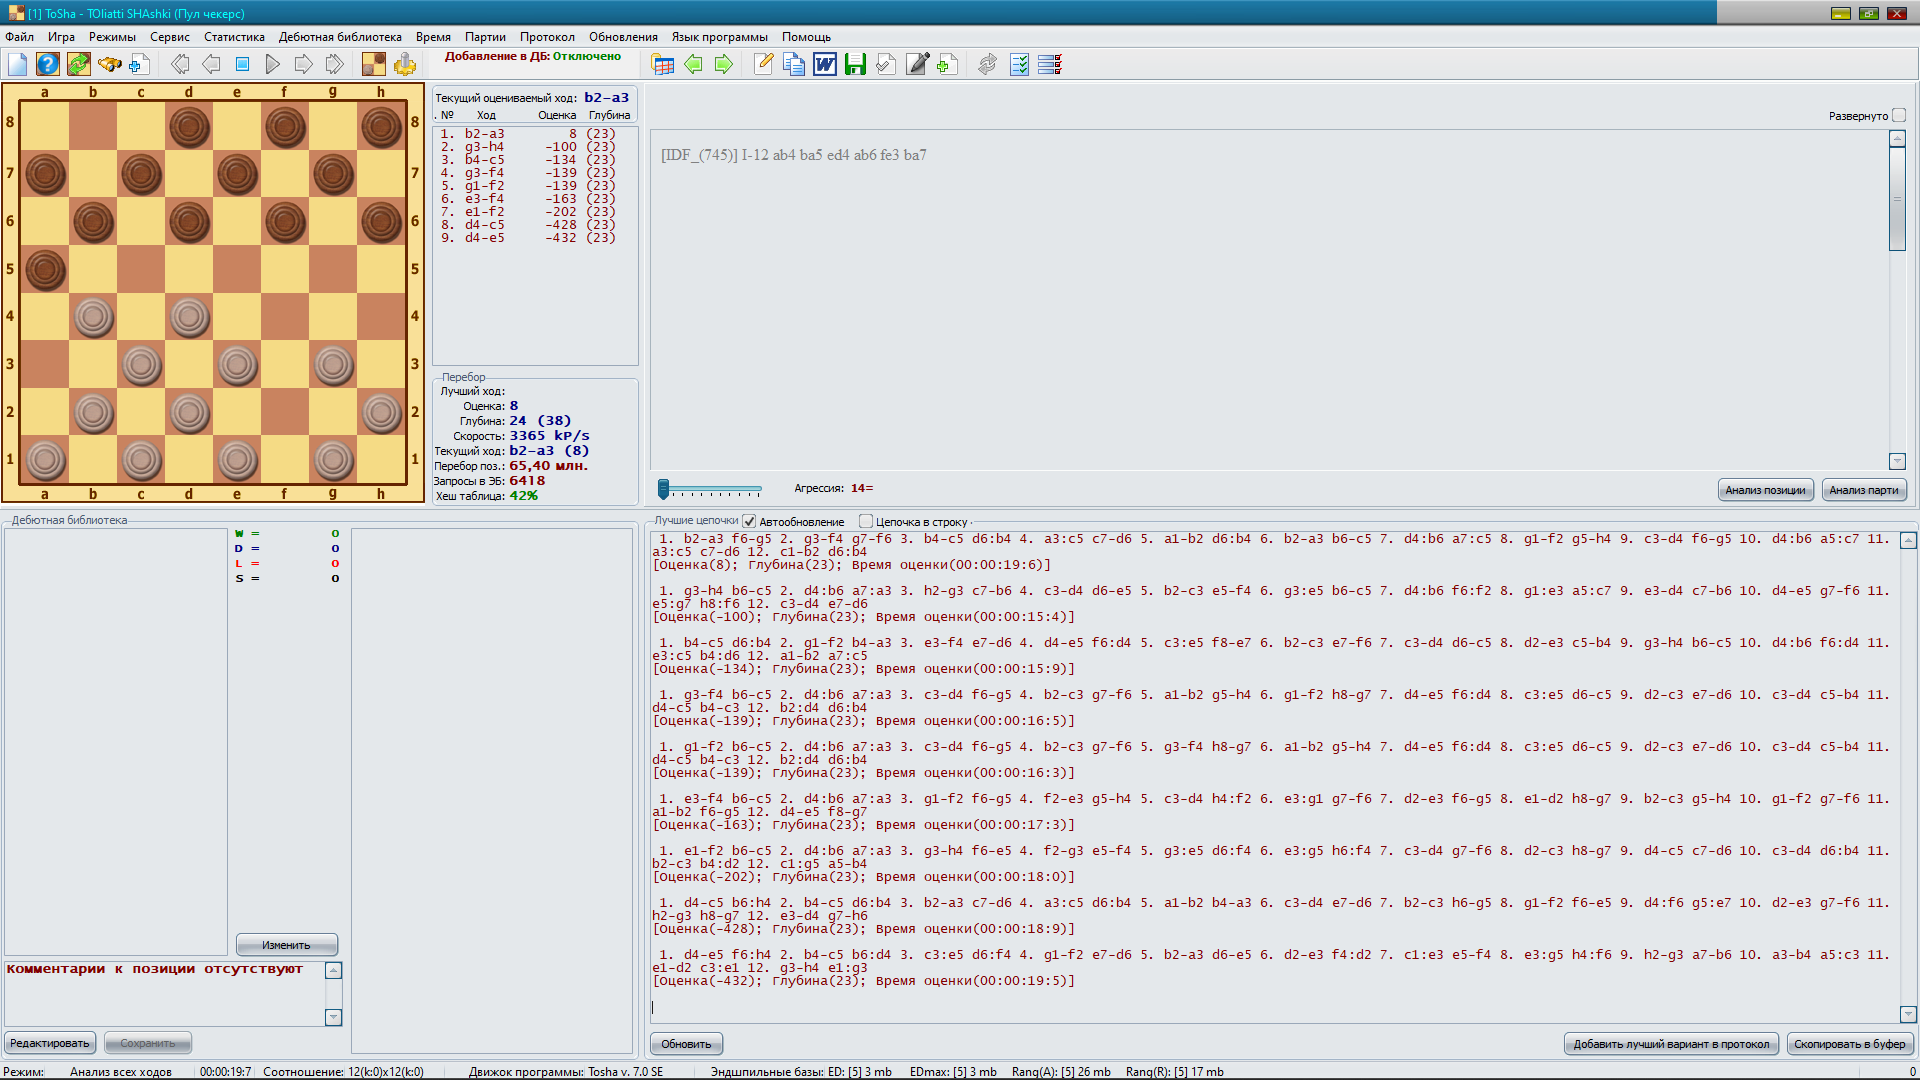 [1] ToSha - TOliatti SHAshki (Пул чекерс)
Файл Игра Режимы Сервис Статистика Дебютная библиотека Время Партии Протокол Обновления Язык программы Помощь
Добавление в ДБ: Отключено
a b c d e f g h
8 8
7 7
6 6
5 5
4 4
3 3
2 2
1 1
a b c d e f g h
Текущий оцениваемый ход: b2-a3
. № Ход Оценка Глубина
1. b2-a3 8 (23)
2. g3-h4 -100 (23)
3. b4-c5 -134 (23)
4. g3-f4 -139 (23)
5. g1-f2 -139 (23)
6. e3-f4 -163 (23)
7. e1-f2 -202 (23)
8. d4-c5 -428 (23)
9. d4-e5 -432 (23)
Перебор
Лучший ход:
Оценка: 8
Глубина: 24 (38)
Скорость: 3365 kP/s
Текущий ход: b2-a3 (8)
Перебор поз.: 65,40 млн.
Запросы в ЭБ: 6418
Хеш таблица: 42%
Развернуто
[IDF_(745)] I-12 ab4 ba5 ed4 ab6 fe3 ba7
Агрессия: 14=
Анализ позиции Анализ парти
Дебютная библиотека
W = 0
D = 0
L = 0
S = 0
Изменить
Комментарии к позиции отсутствуют
Редактировать Сохранить
Лучшие цепочки Автообновление Цепочка в строку
1. b2-a3 f6-g5 2. g3-f4 g7-f6 3. b4-c5 d6:b4 4. a3:c5 c7-d6 5. a1-b2 d6:b4 6. b2-a3 b6-c5 7. d4:b6 a7:c5 8. g1-f2 g5-h4 9. c3-d4 f6-g5 10. d4:b6 a5:c7 11.
a3:c5 c7-d6 12. c1-b2 d6:b4
[Оценка(8); Глубина(23); Время оценки(00:00:19:6)]
1. g3-h4 b6-c5 2. d4:b6 a7:a3 3. h2-g3 c7-b6 4. c3-d4 d6-e5 5. b2-c3 e5-f4 6. g3:e5 b6-c5 7. d4:b6 f6:f2 8. g1:e3 a5:c7 9. e3-d4 c7-b6 10. d4-e5 g7-f6 11.
e5:g7 h8:f6 12. c3-d4 e7-d6
[Оценка(-100); Глубина(23); Время оценки(00:00:15:4)]
1. b4-c5 d6:b4 2. g1-f2 b4-a3 3. e3-f4 e7-d6 4. d4-e5 f6:d4 5. c3:e5 f8-e7 6. b2-c3 e7-f6 7. c3-d4 d6-c5 8. d2-e3 c5-b4 9. g3-h4 b6-c5 10. d4:b6 f6:d4 11.
e3:c5 b4:d6 12. a1-b2 a7:c5
[Оценка(-134); Глубина(23); Время оценки(00:00:15:9)]
1. g3-f4 b6-c5 2. d4:b6 a7:a3 3. c3-d4 f6-g5 4. b2-c3 g7-f6 5. a1-b2 g5-h4 6. g1-f2 h8-g7 7. d4-e5 f6:d4 8. c3:e5 d6-c5 9. d2-c3 e7-d6 10. c3-d4 c5-b4 11.
d4-c5 b4-c3 12. b2:d4 d6:b4
[Оценка(-139); Глубина(23); Время оценки(00:00:16:5)]
1. g1-f2 b6-c5 2. d4:b6 a7:a3 3. c3-d4 f6-g5 4. b2-c3 g7-f6 5. g3-f4 h8-g7 6. a1-b2 g5-h4 7. d4-e5 f6:d4 8. c3:e5 d6-c5 9. d2-c3 e7-d6 10. c3-d4 c5-b4 11.
d4-c5 b4-c3 12. b2:d4 d6:b4
[Оценка(-139); Глубина(23); Время оценки(00:00:16:3)]
1. e3-f4 b6-c5 2. d4:b6 a7:a3 3. g1-f2 f6-g5 4. f2-e3 g5-h4 5. c3-d4 h4:f2 6. e3:g1 g7-f6 7. d2-e3 f6-g5 8. e1-d2 h8-g7 9. b2-c3 g5-h4 10. g1-f2 g7-f6 11.
a1-b2 f6-g5 12. d4-e5 f8-g7
[Оценка(-163); Глубина(23); Время оценки(00:00:17:3)]
1. e1-f2 b6-c5 2. d4:b6 a7:a3 3. g3-h4 f6-e5 4. f2-g3 e5-f4 5. g3:e5 d6:f4 6. e3:g5 h6:f4 7. c3-d4 g7-f6 8. d2-c3 h8-g7 9. d4-c5 c7-d6 10. c3-d4 d6:b4 11.
b2-c3 b4:d2 12. c1:g5 a5-b4
[Оценка(-202); Глубина(23); Время оценки(00:00:18:0)]
1. d4-c5 b6:h4 2. b4-c5 d6:b4 3. b2-a3 c7-d6 4. a3:c5 d6:b4 5. a1-b2 b4-a3 6. c3-d4 e7-d6 7. b2-c3 h6-g5 8. g1-f2 f6-e5 9. d4:f6 g5:e7 10. d2-e3 g7-f6 11.
h2-g3 h8-g7 12. e3-d4 g7-h6
[Оценка(-428); Глубина(23); Время оценки(00:00:18:9)]
1. d4-e5 f6:h4 2. b4-c5 b6:d4 3. c3:e5 d6:f4 4. g1-f2 e7-d6 5. b2-a3 d6-e5 6. d2-e3 f4:d2 7. c1:e3 e5-f4 8. e3:g5 h4:f6 9. h2-g3 a7-b6 10. a3-b4 a5:c3 11.
e1-d2 c3:e1 12. g3-h4 e1:g3
[Оценка(-432); Глубина(23); Время оценки(00:00:19:5)]
Обновить Добавить лучший вариант в протокол Скопировать в буфер
Режим: Анализ всех ходов 00:00:19:7 Соотношение: 12(k:0)x12(k:0) Движок программы: Tosha v. 7.0 SE Эндшпильные базы: ED: [5] 3 mb EDmax: [5] 3 mb Rang(A): [5] 26 mb Rang(R): [5] 17 mb 0